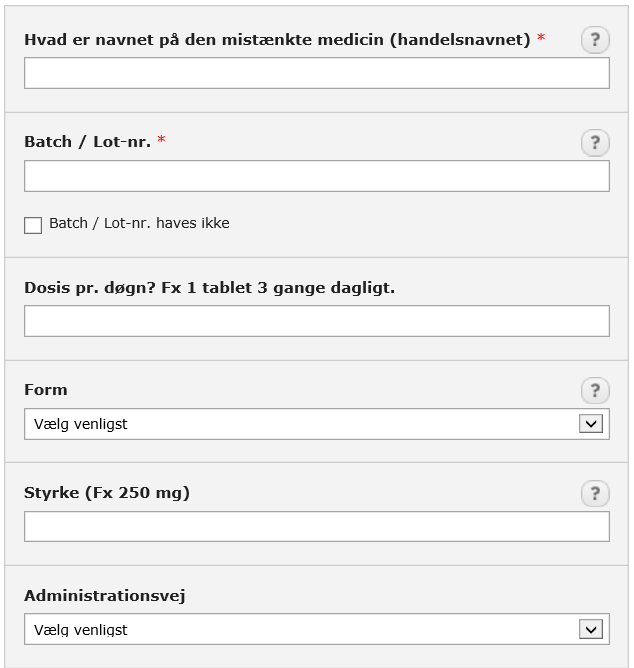 Hvad er navnet på den mistænkte medicin (handelsnavnet) * ?
Batch / Lot-nr. * ?
Batch / Lot-nr. haves ikke
Dosis pr. døgn? Fx 1 tablet 3 gange dagligt.
Form ?
Vælg venligst
Styrke (Fx 250 mg) ?
Administrationsvej
Vælg venligst